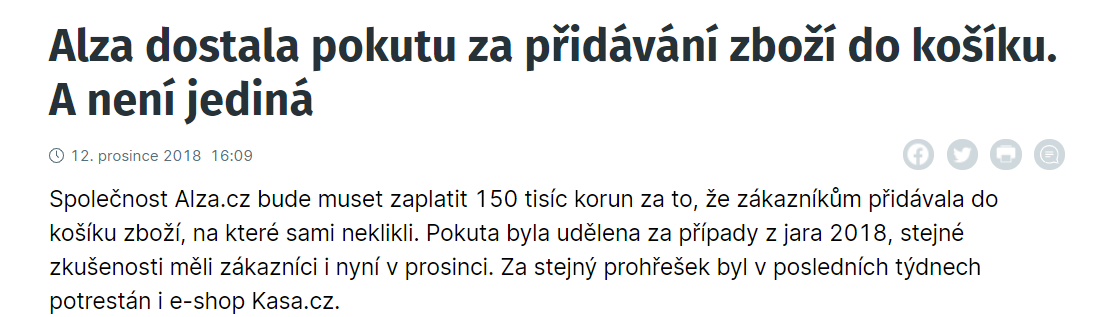 Alza dostala pokutu za přidávání zboží do košíku.
A není jediná
12. prosince 2018 16:09
Společnost Alza.cz bude muset zaplatit 150 tisíc korun za to, že zákazníkům přidávala do
košíku zboží, na které sami neklikli. Pokuta byla udělena za případy z jara 2018, stejné
zkušenosti měli zákazníci i nyní v prosinci. Za stejný prohřešek byl v posledních týdnech
potrestán i e-shop Kasa.cz.